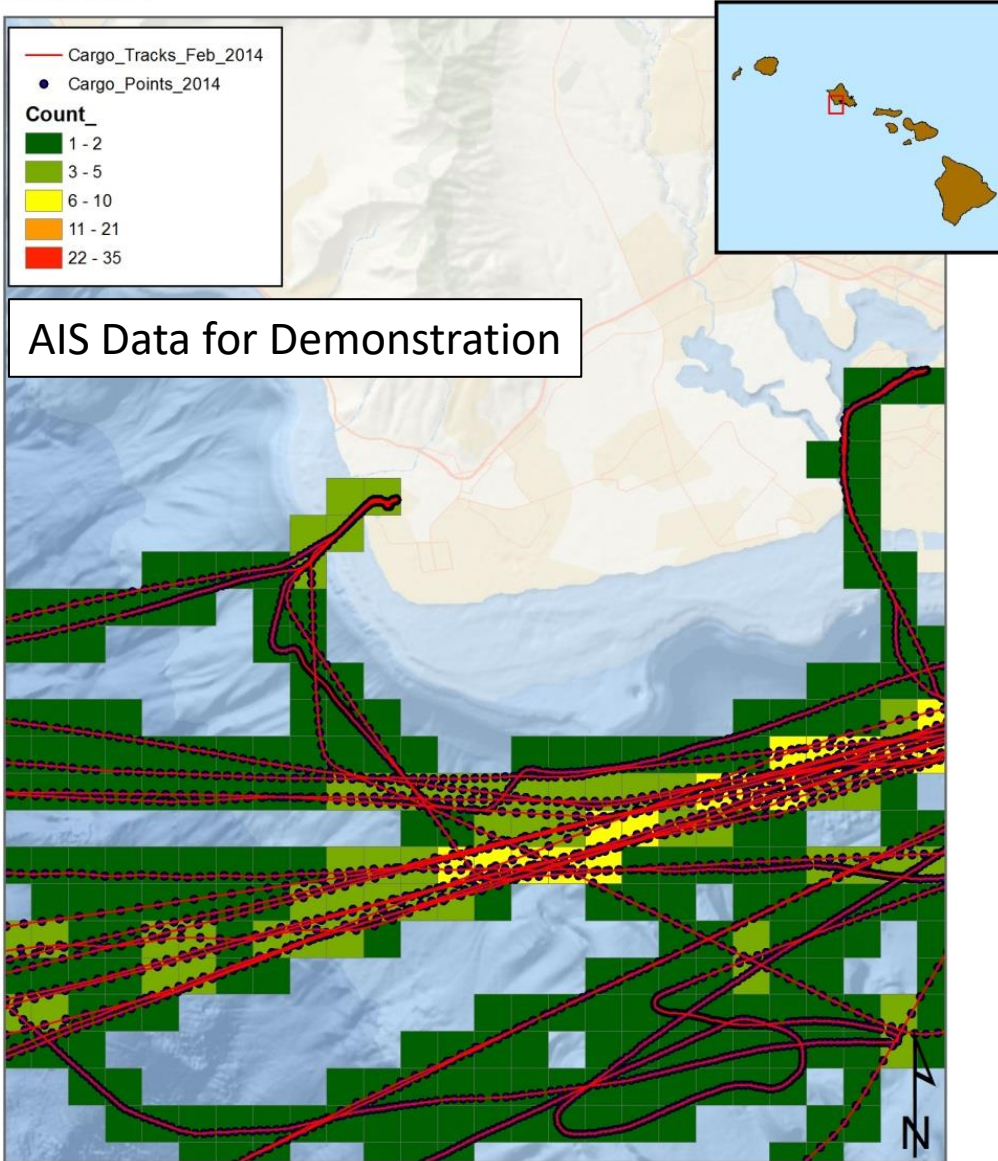 Cargo_Tracks_Feb_2014
Cargo_Points_2014
Count_
1 - 2
3 - 5
6 - 10
11 - 21
22 - 35
AIS Data for Demonstration
N